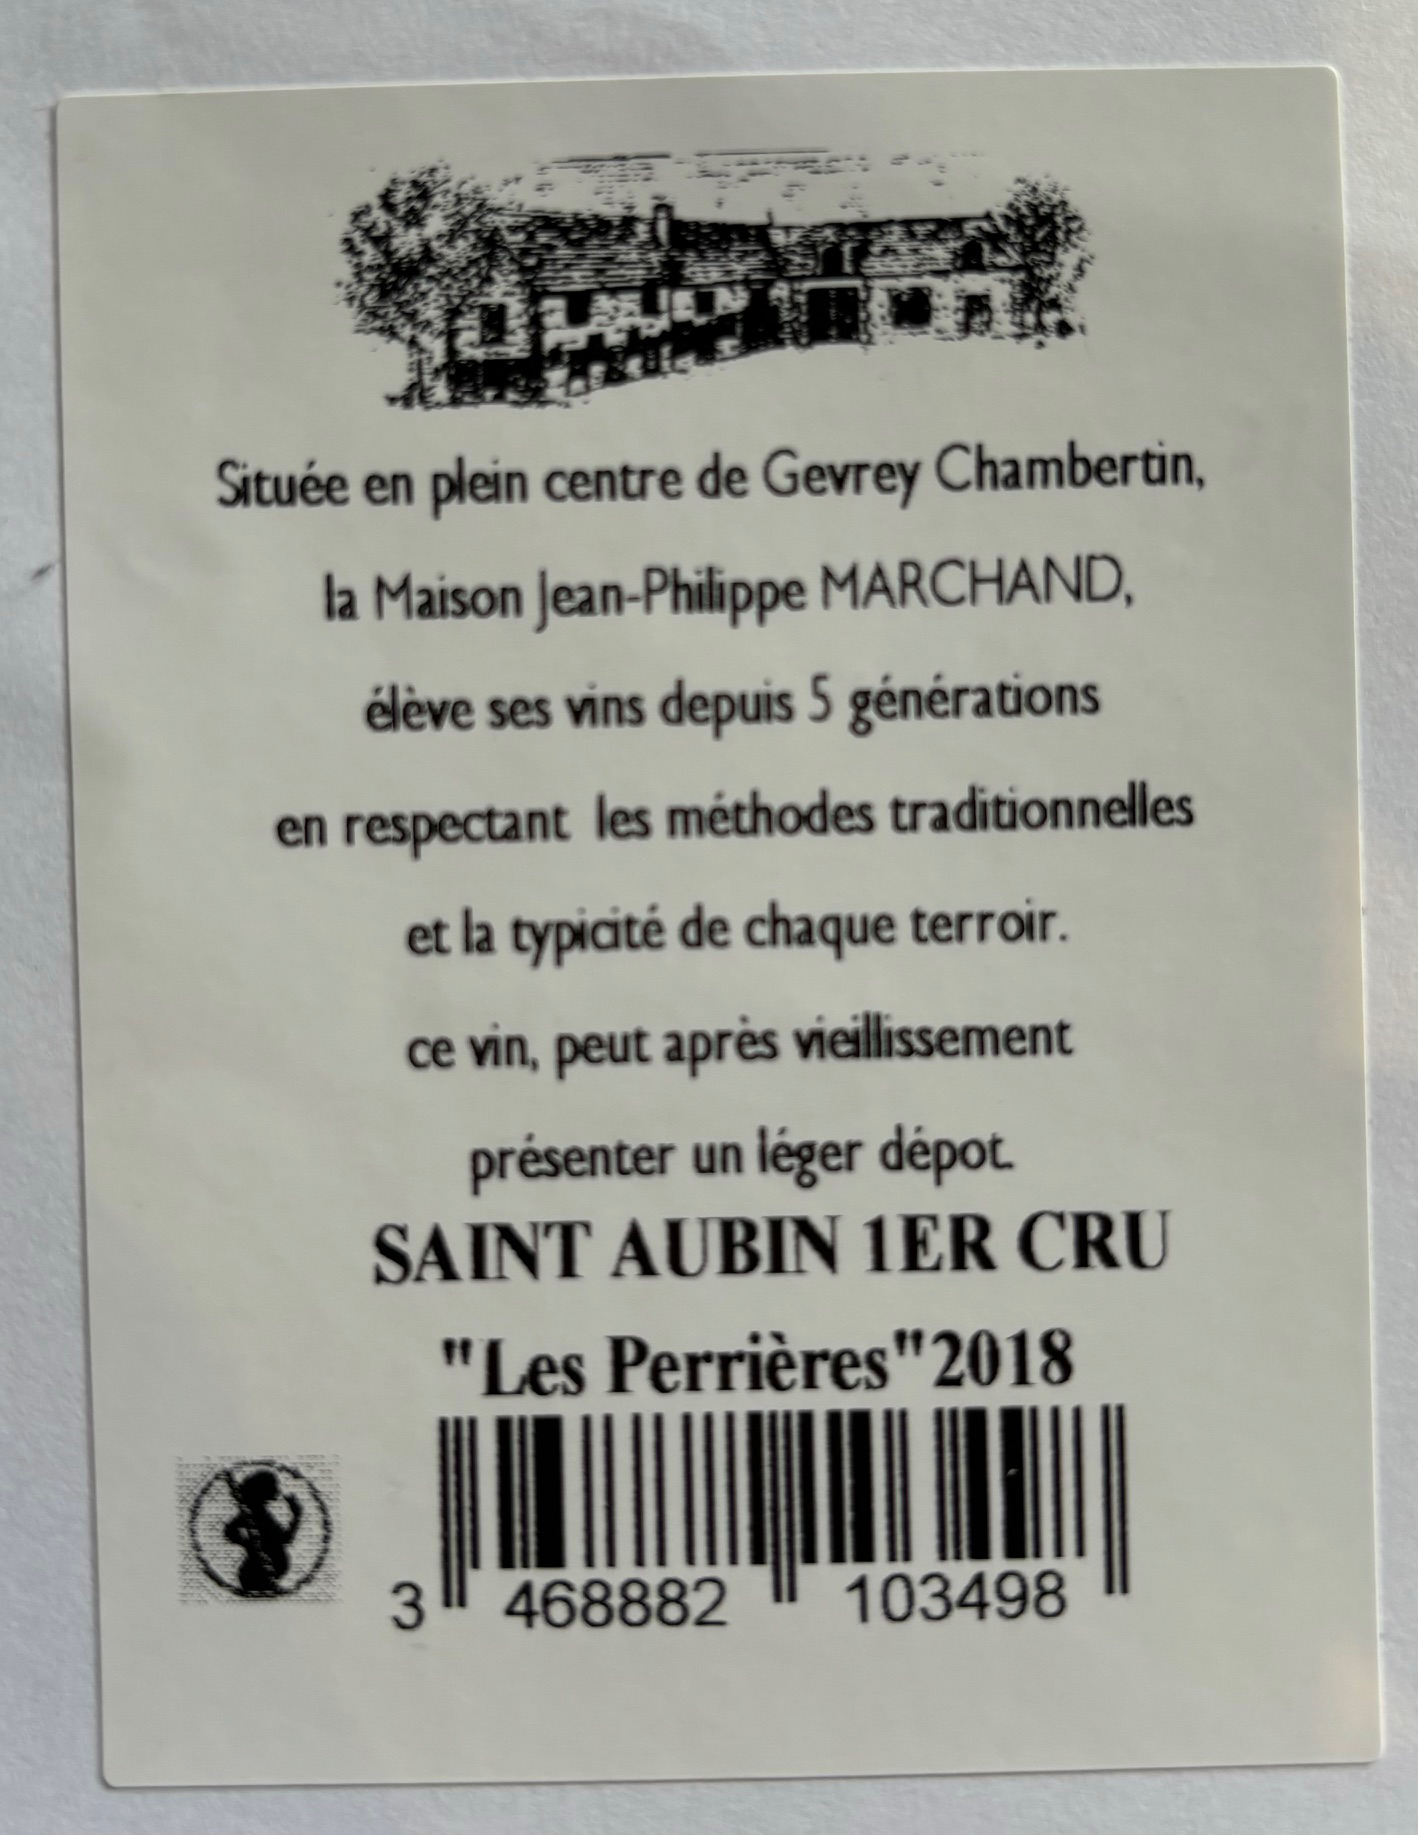 Située en plein centre de Gevrey Chambertin,
la Maison Jean-Philippe MARCHAND,
élève ses vins depuis 5 générations
en respectant les méthodes traditionnelles
et la typicité de chaque terroir.
ce vin, peut après vieillissement
présenter un léger dépot.
SAINT AUBIN 1ER CRU
"Les Perrières"2018
3 468882 103498